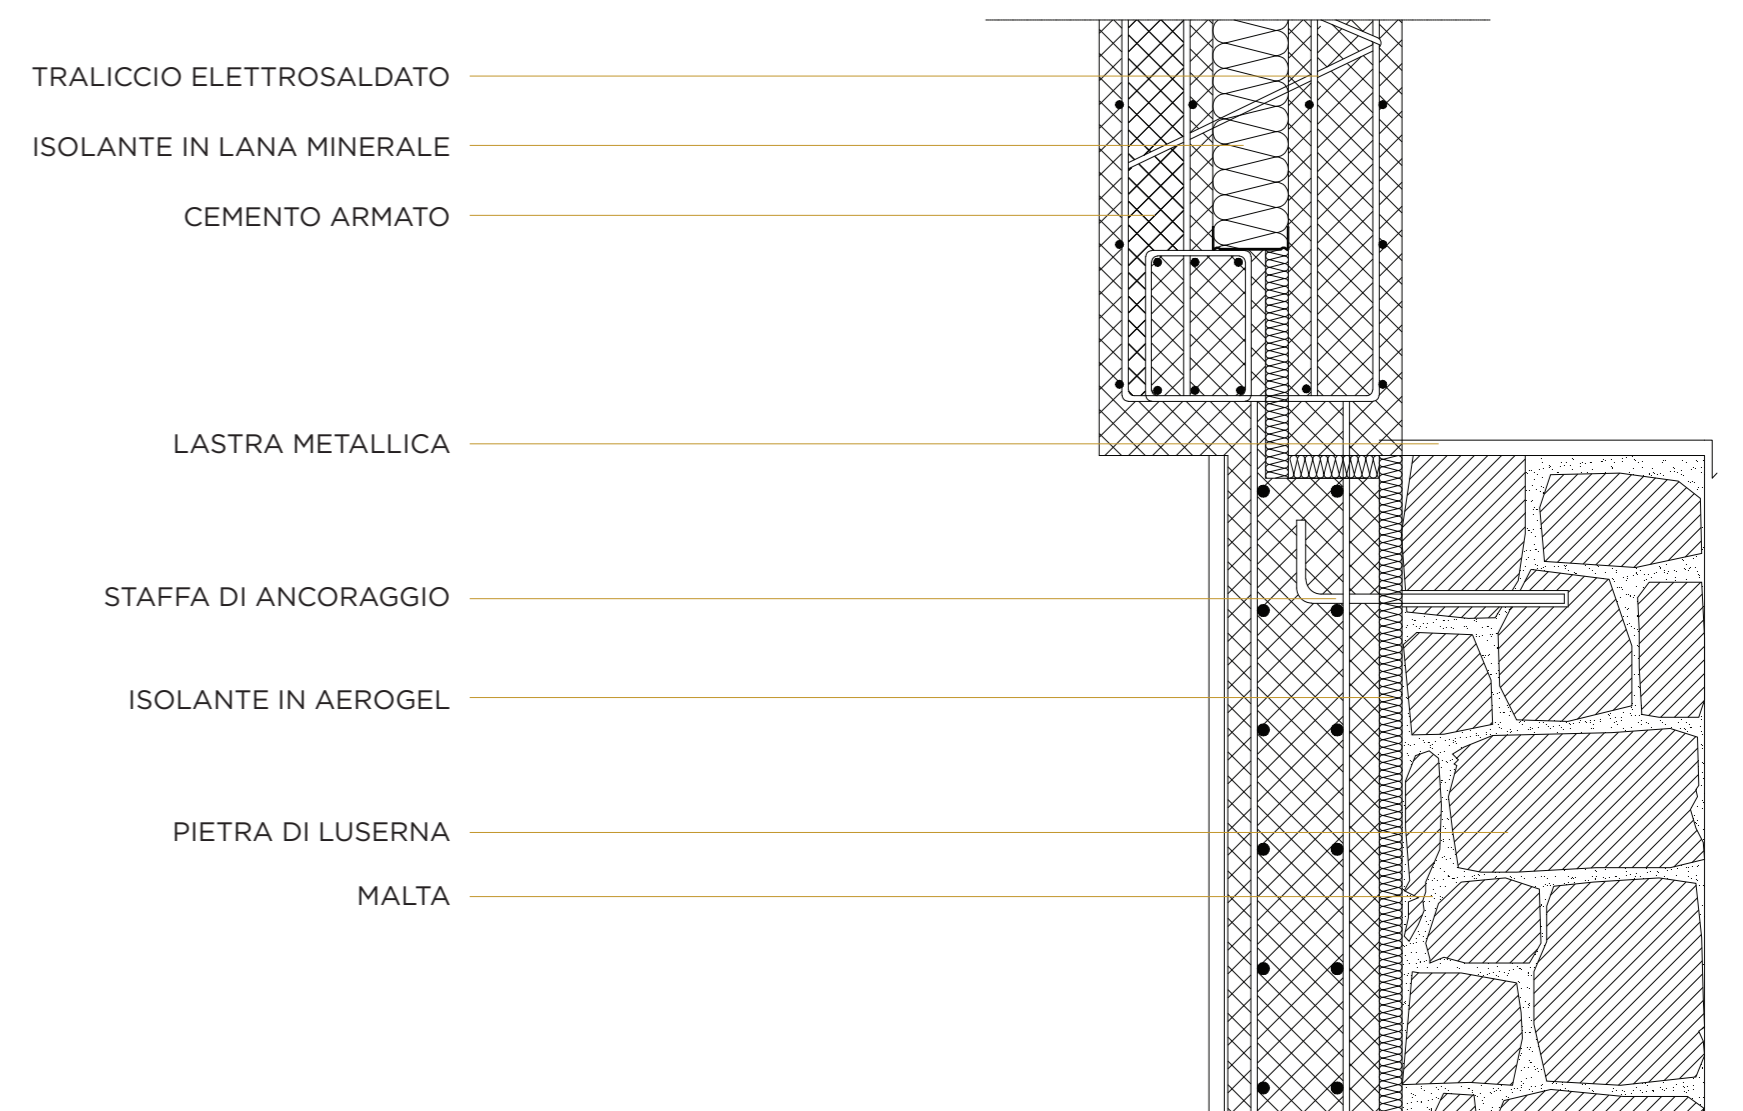 TRALICCIO ELETTROSALDATO
ISOLANTE IN LANA MINERALE
CEMENTO ARMATO
LASTRA METALLICA
STAFFA DI ANCORAGGIO
ISOLANTE IN AEROGEL
PIETRA DI LUSERNA
MALTA